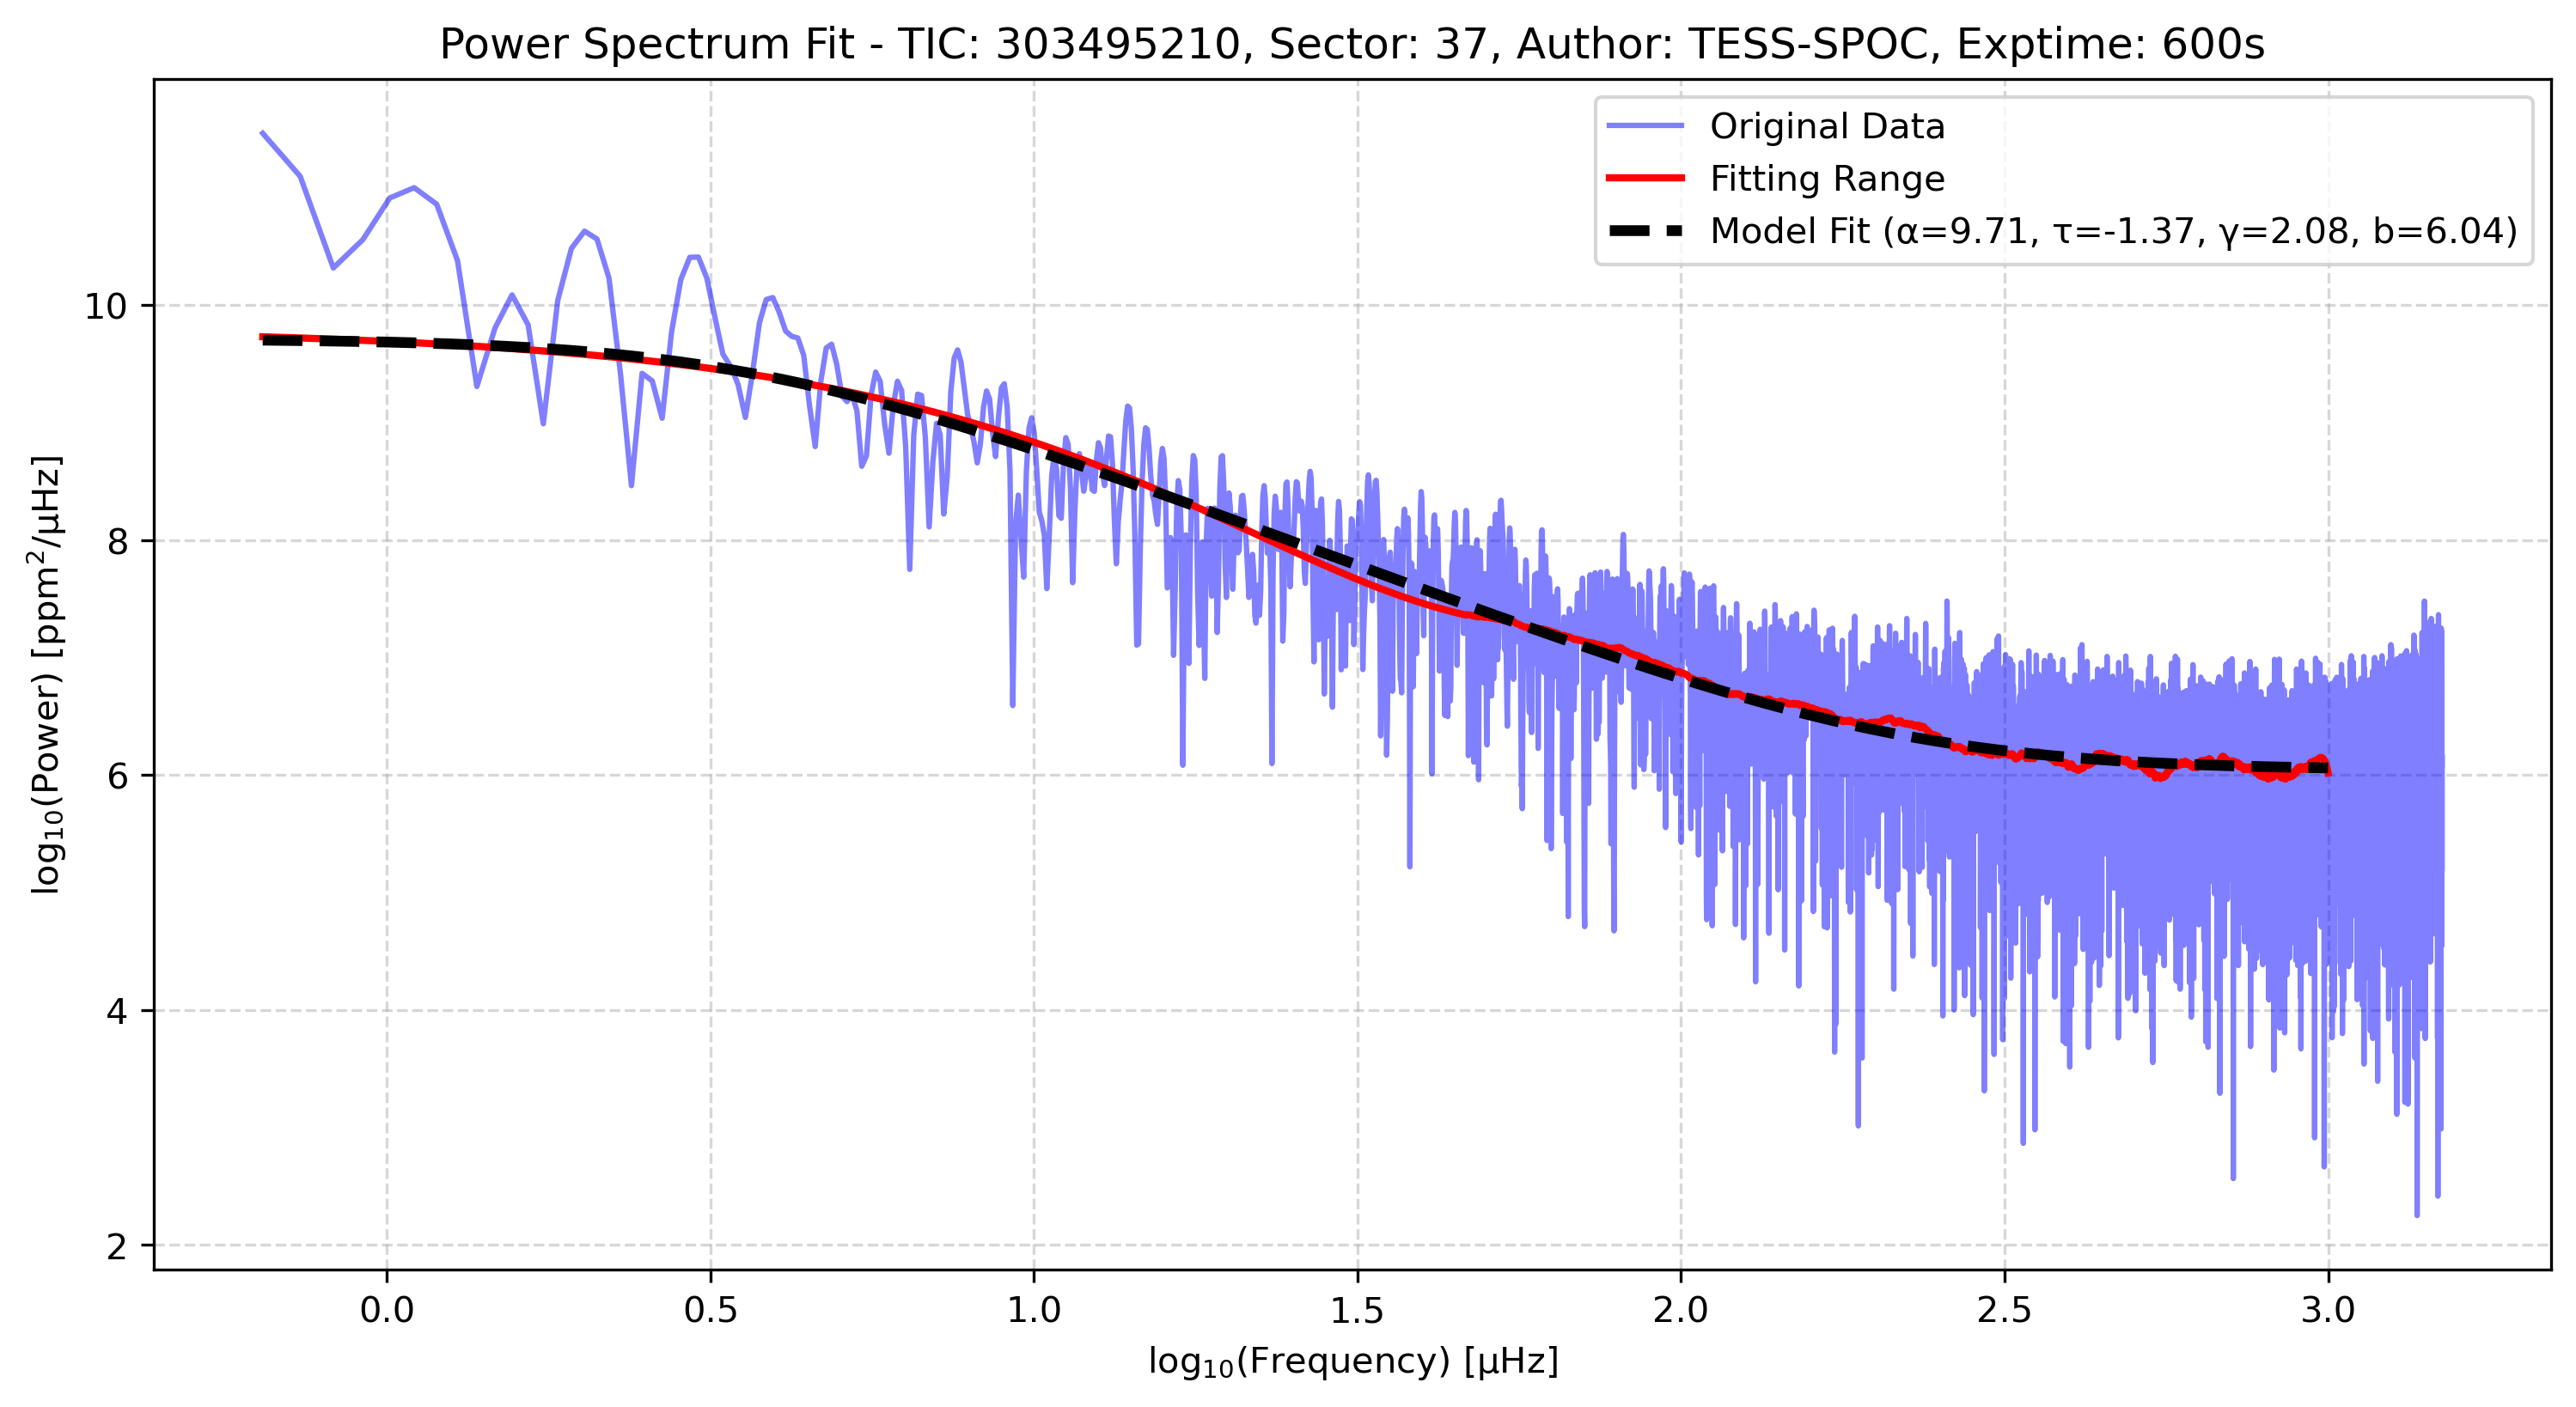 Power Spectrum Fit - TIC: 303495210, Sector: 37, Author: TESS-SPOC, Exptime: 600s
Original Data
Fitting Range
Model Fit (α=9.71, τ=-1.37, γ=2.08, b=6.04)
log₁₀(Power) [ppm²/μHz]
10
8
6
4
2
0.0 0.5 1.0 1.5 2.0 2.5 3.0
log₁₀(Frequency) [μHz]